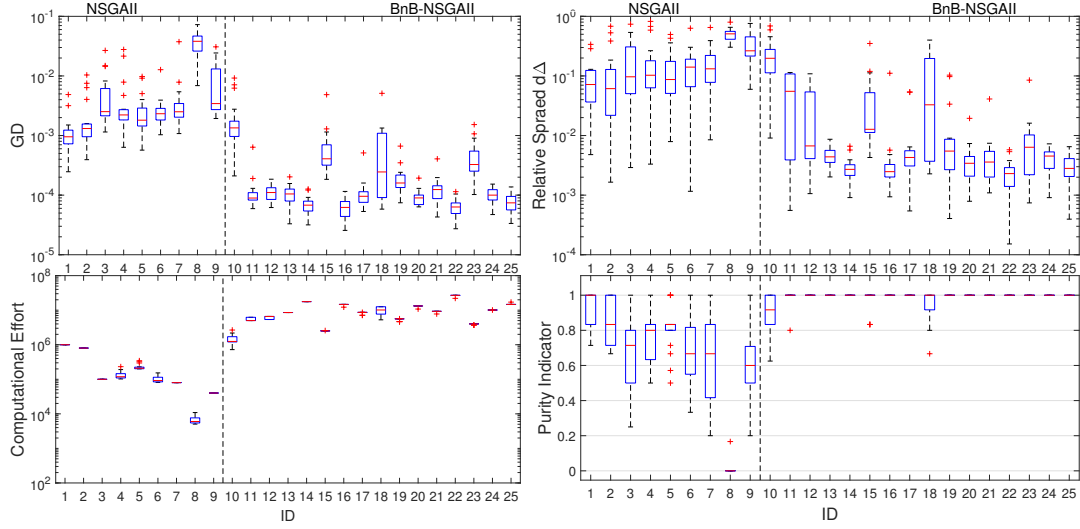 NSGAII BnB-NSGAII
GD
10^-1
10^-2
10^-3
10^-4
10^-5
1 2 3 4 5 6 7 8 9 10 11 12 13 14 15 16 17 18 19 20 21 22 23 24 25
NSGAII BnB-NSGAII
Relative Spraed dΔ
10^0
10^-1
10^-2
10^-3
10^-4
1 2 3 4 5 6 7 8 9 10 11 12 13 14 15 16 17 18 19 20 21 22 23 24 25
Computational Effort
10^8
10^6
10^4
10^2
1 2 3 4 5 6 7 8 9 10 11 12 13 14 15 16 17 18 19 20 21 22 23 24 25
ID
Purity Indicator
1
0.8
0.6
0.4
0.2
0
1 2 3 4 5 6 7 8 9 10 11 12 13 14 15 16 17 18 19 20 21 22 23 24 25
ID